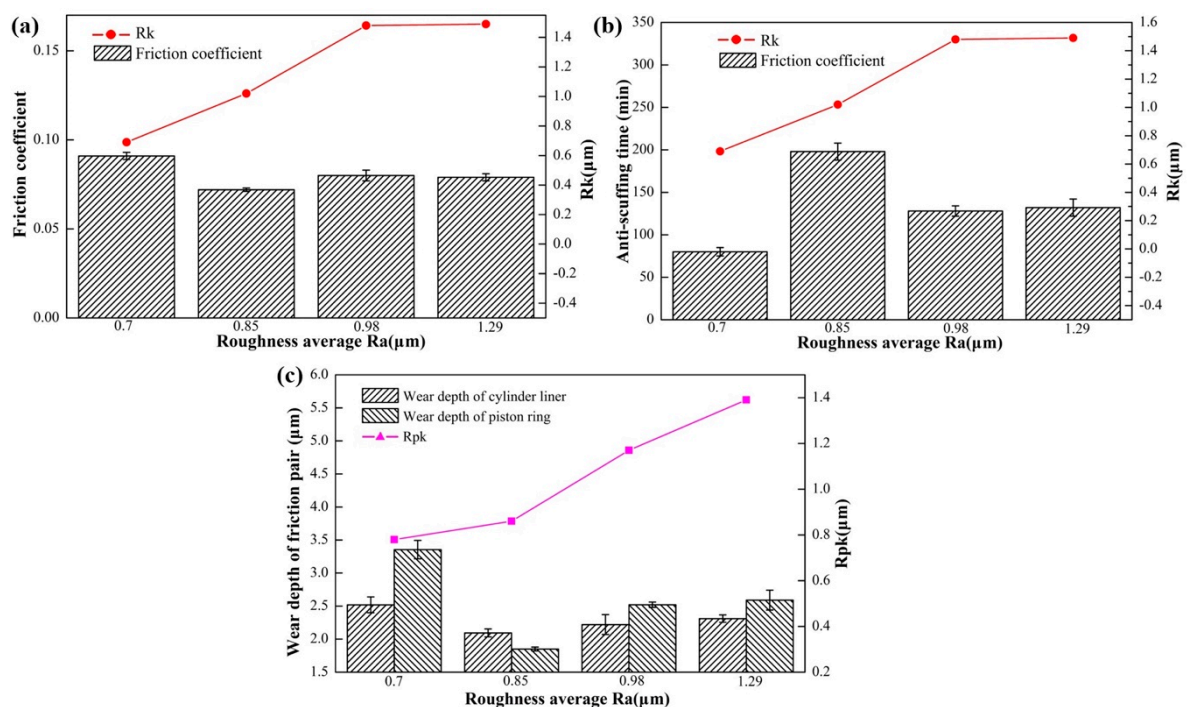 (a)
Rk
Friction coefficient
0.15
0.10
0.05
0.00
Friction coefficient
1.4
1.2
1.0
0.8
0.6
0.4
0.2
0.0
-0.2
-0.4
Rk(µm)
0.7 0.85 0.98 1.29
Roughness average Ra(µm)
(b)
Rk
Friction coefficient
350
300
250
200
150
100
50
0
Anti-scuffing time (min)
1.6
1.4
1.2
1.0
0.8
0.6
0.4
0.2
0.0
-0.2
-0.4
Rk(µm)
0.7 0.85 0.98 1.29
Roughness average Ra(µm)
(c)
Wear depth of cylinder liner
Wear depth of piston ring
Rpk
6.0
5.5
5.0
4.5
4.0
3.5
3.0
2.5
2.0
1.5
Wear depth of friction pair (µm)
1.4
1.2
1.0
0.8
0.6
0.4
0.2
Rpk(µm)
0.7 0.85 0.98 1.29
Roughness average Ra(µm)